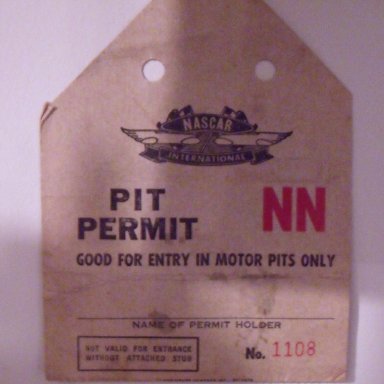 NASCAR
INTERNATIONAL
PIT
PERMIT
NN
GOOD FOR ENTRY IN MOTOR PITS ONLY
NAME OF PERMIT HOLDER
NOT VALID FOR ENTRANCE
WITHOUT ATTACHED STUB
No. 1108